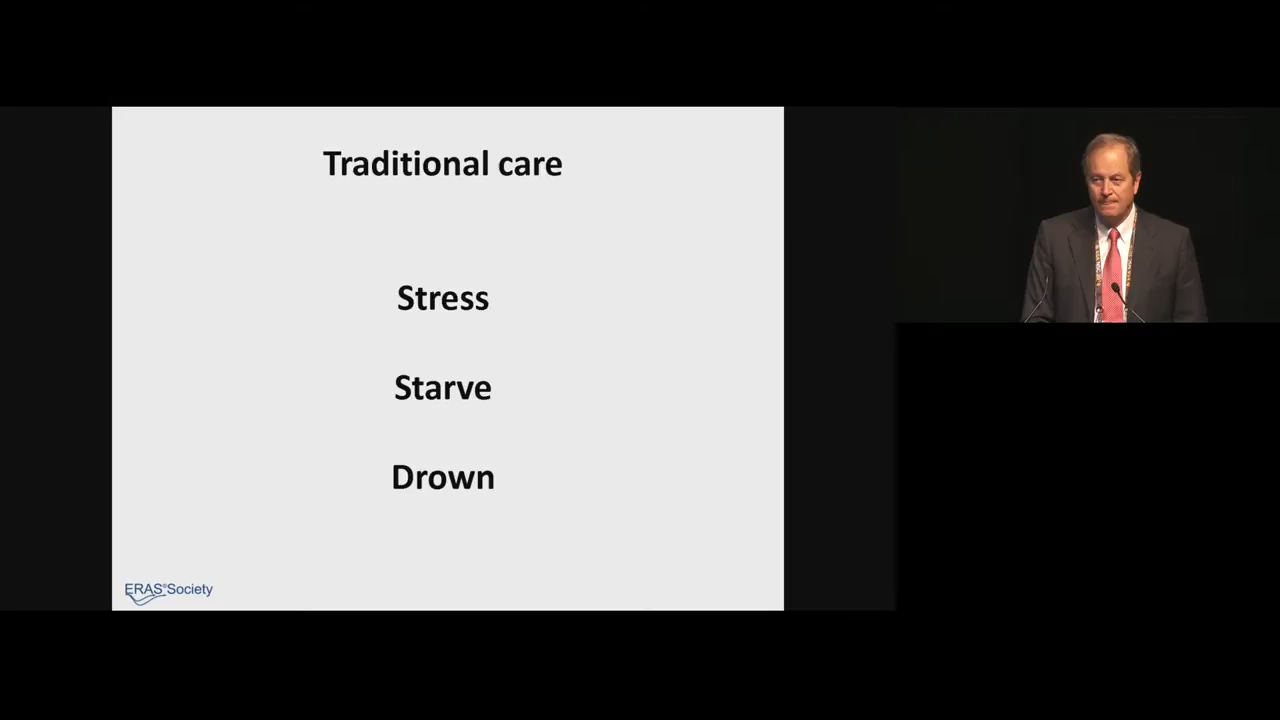 Traditional care
Stress
Starve
Drown
ERAS®Society